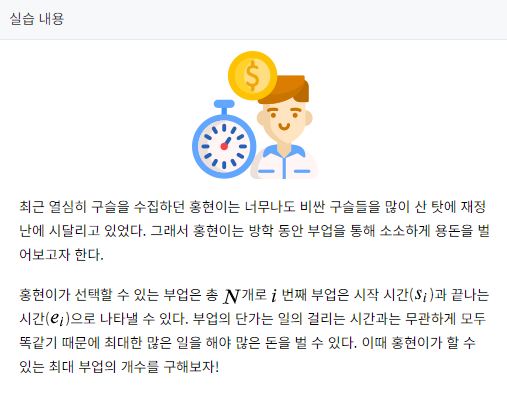 실습 내용
$
최근 열심히 구슬을 수집하던 홍현이는 너무나도 비싼 구슬들을 많이 산 탓에 재정
난에 시달리고 있었다. 그래서 홍현이는 방학 동안 부업을 통해 소소하게 용돈을 벌
어보고자 한다.
홍현이가 선택할 수 있는 부업은 총 N개로 i 번째 부업은 시작 시간(s_i)과 끝나는
시간(e_i)으로 나타낼 수 있다. 부업의 단가는 일의 걸리는 시간과는 무관하게 모두
똑같기 때문에 최대한 많은 일을 해야 많은 돈을 벌 수 있다. 이때 홍현이가 할 수
있는 최대 부업의 개수를 구해보자!